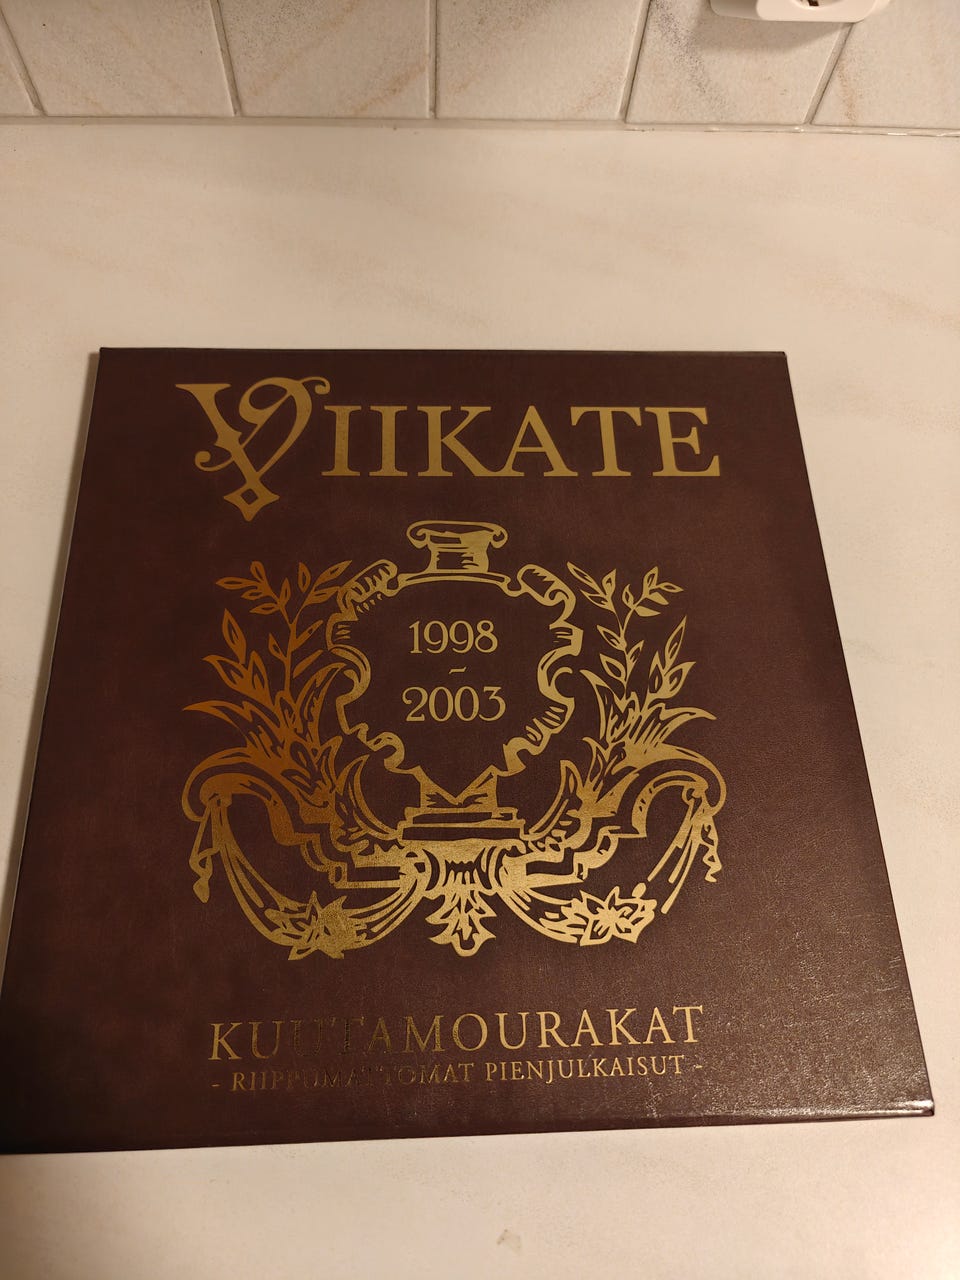 VIIKATE
1998
-
2003
KUUTAMOURAKAT
- RIIPPUMATTOMAT PIENJULKAISUT -